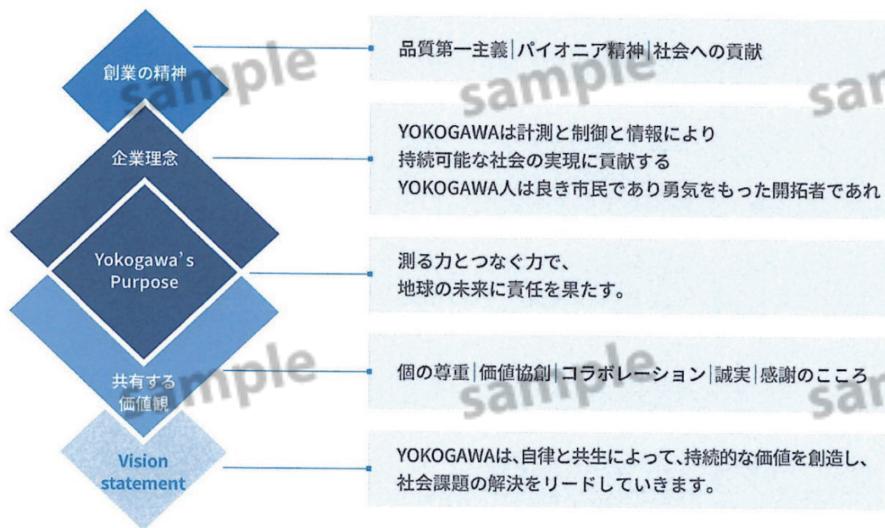 創業の精神
品質第一主義|パイオニア精神|社会への貢献
企業理念
YOKOGAWAは計測と制御と情報により
持続可能な社会の実現に貢献する
YOKOGAWA人は良き市民であり勇気をもった開拓者であれ
Yokogawa's
Purpose
測る力とつなぐ力で、
地球の未来に責任を果たす。
共有する
価値観
個の尊重|価値協創|コラボレーション|誠実|感謝のこころ
Vision
statement
YOKOGAWAは、自律と共生によって、持続的な価値を創造し、
社会課題の解決をリードしていきます。
sample
sample
sam
sample
sample
sam